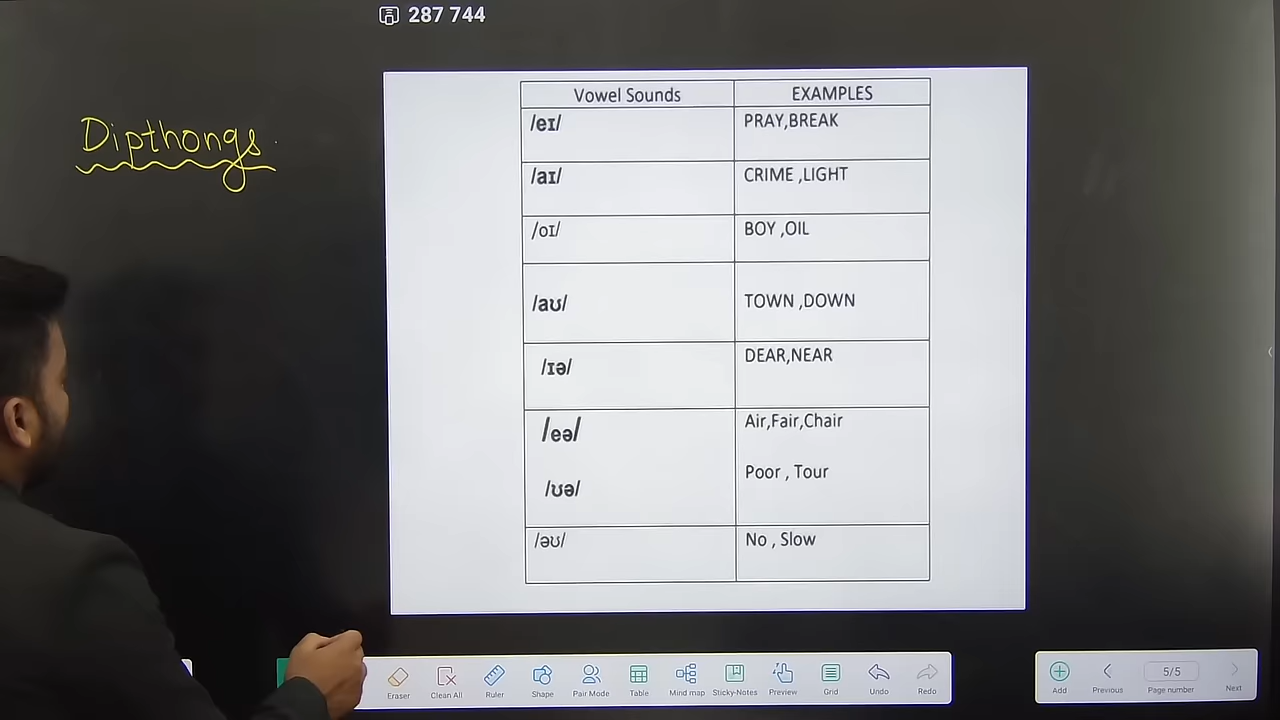 287 744
Dipthongs
Vowel Sounds EXAMPLES
/eɪ/ PRAY,BREAK
/aɪ/ CRIME ,LIGHT
/oɪ/ BOY ,OIL
/aʊ/ TOWN ,DOWN
/ɪə/ DEAR,NEAR
/eə/ Air,Fair,Chair
/ʊə/ Poor , Tour
/əʊ/ No , Slow
Eraser Clean All Ruler Shape Pair Mode Table Mind map Sticky-Notes Preview Grid Undo Redo
5/5
Add Previous Page number Next